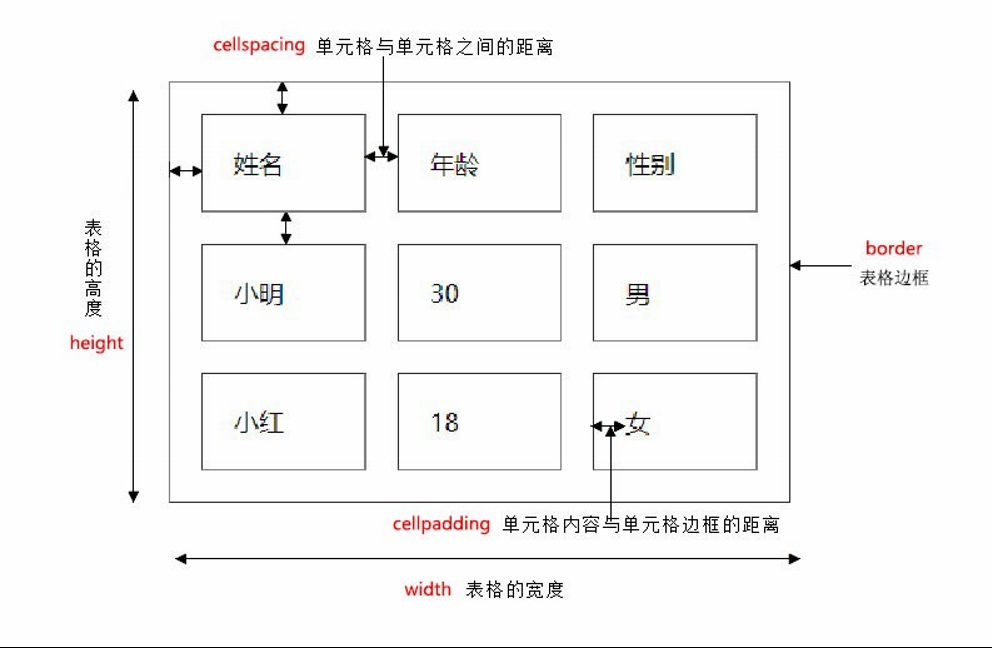 cellspacing 单元格与单元格之间的距离
姓名 年龄 性别
表格的高度
height
border
表格边框
小明 30 男
小红 18 女
cellpadding 单元格内容与单元格边框的距离
width 表格的宽度